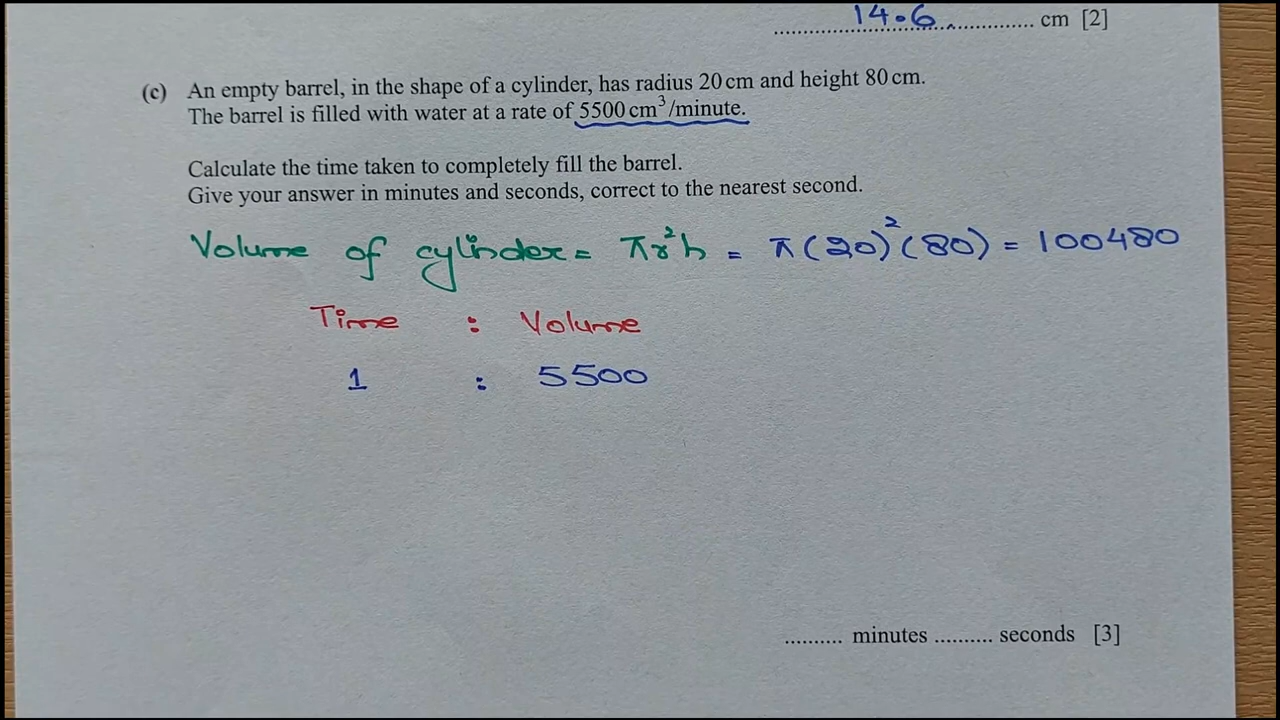 14.6 cm [2]
(c) An empty barrel, in the shape of a cylinder, has radius 20 cm and height 80 cm.
The barrel is filled with water at a rate of 5500 cm³/minute.
Calculate the time taken to completely fill the barrel.
Give your answer in minutes and seconds, correct to the nearest second.
Volume of cylinder = πr²h = π(20)²(80) = 100480
Time : Volume
1 : 5500
.......... minutes .......... seconds [3]